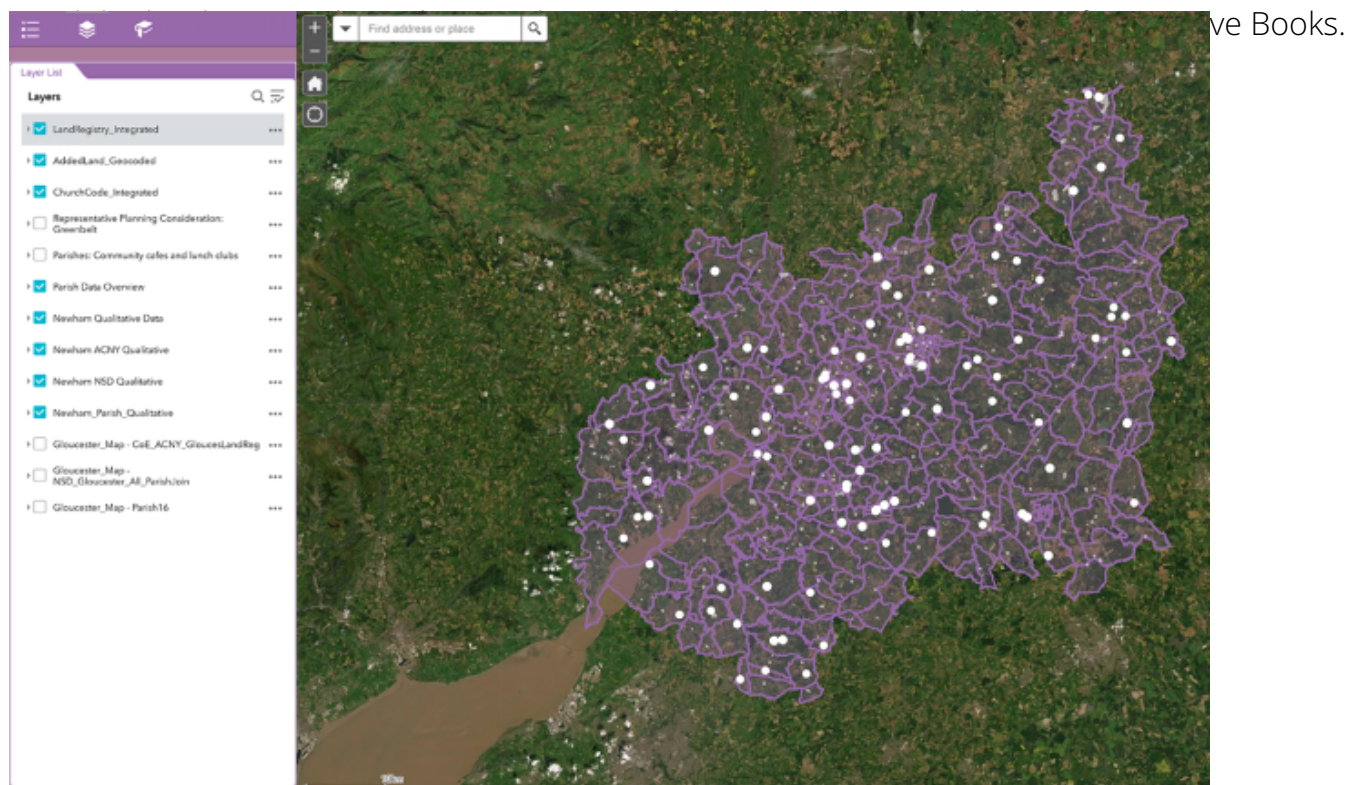 ve Books.
Find address or place
Layer List
Layers
LandRegistry_Integrated
AddedLand_Geocoded
ChurchCode_Integrated
Representative Planning Consideration:
Greenbelt
Parishes: Community cafes and lunch clubs
Parish Data Overview
Newham Qualitative Data
Newham ACNY Qualitative
Newham NSD Qualitative
Newham_Parish_Qualitative
Gloucester_Map - CoE_ACNY_GloucesLandReg
Gloucester_Map -
NSD_Gloucester_All_ParishJoin
Gloucester_Map - Parish16